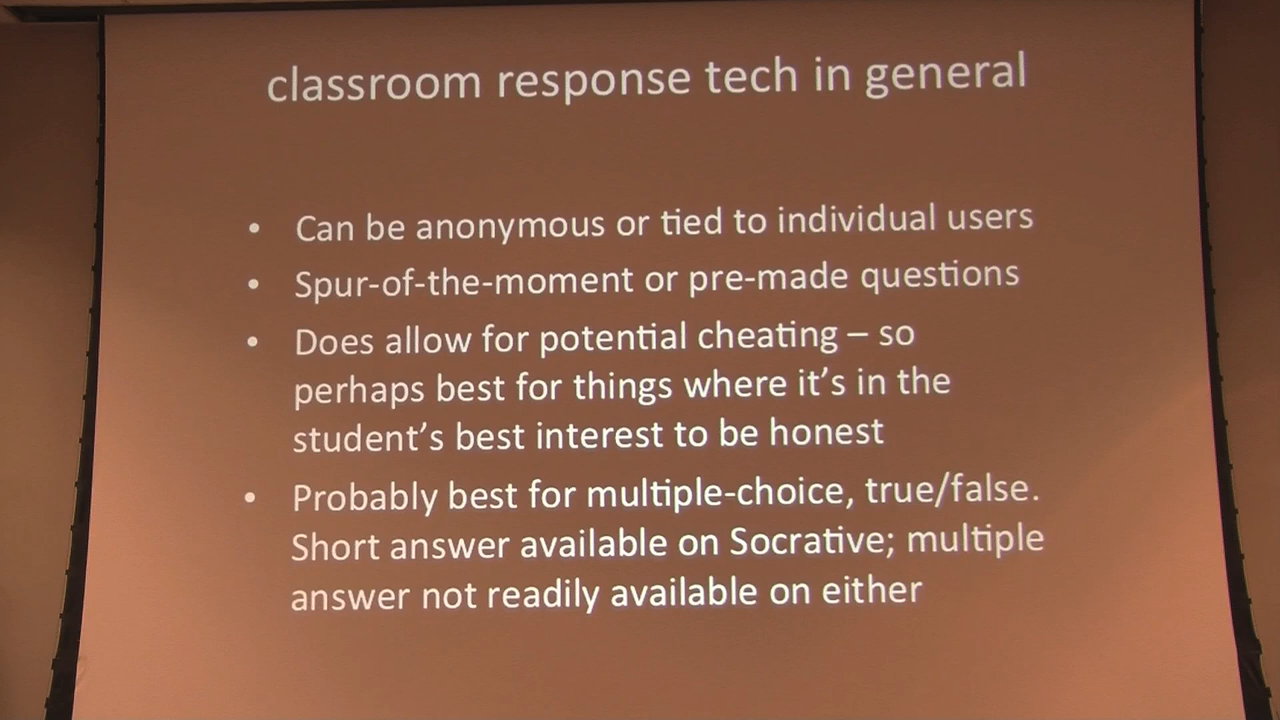 classroom response tech in general
• Can be anonymous or tied to individual users
• Spur-of-the-moment or pre-made questions
• Does allow for potential cheating – so
perhaps best for things where it's in the
student's best interest to be honest
• Probably best for multiple-choice, true/false.
Short answer available on Socrative; multiple
answer not readily available on either